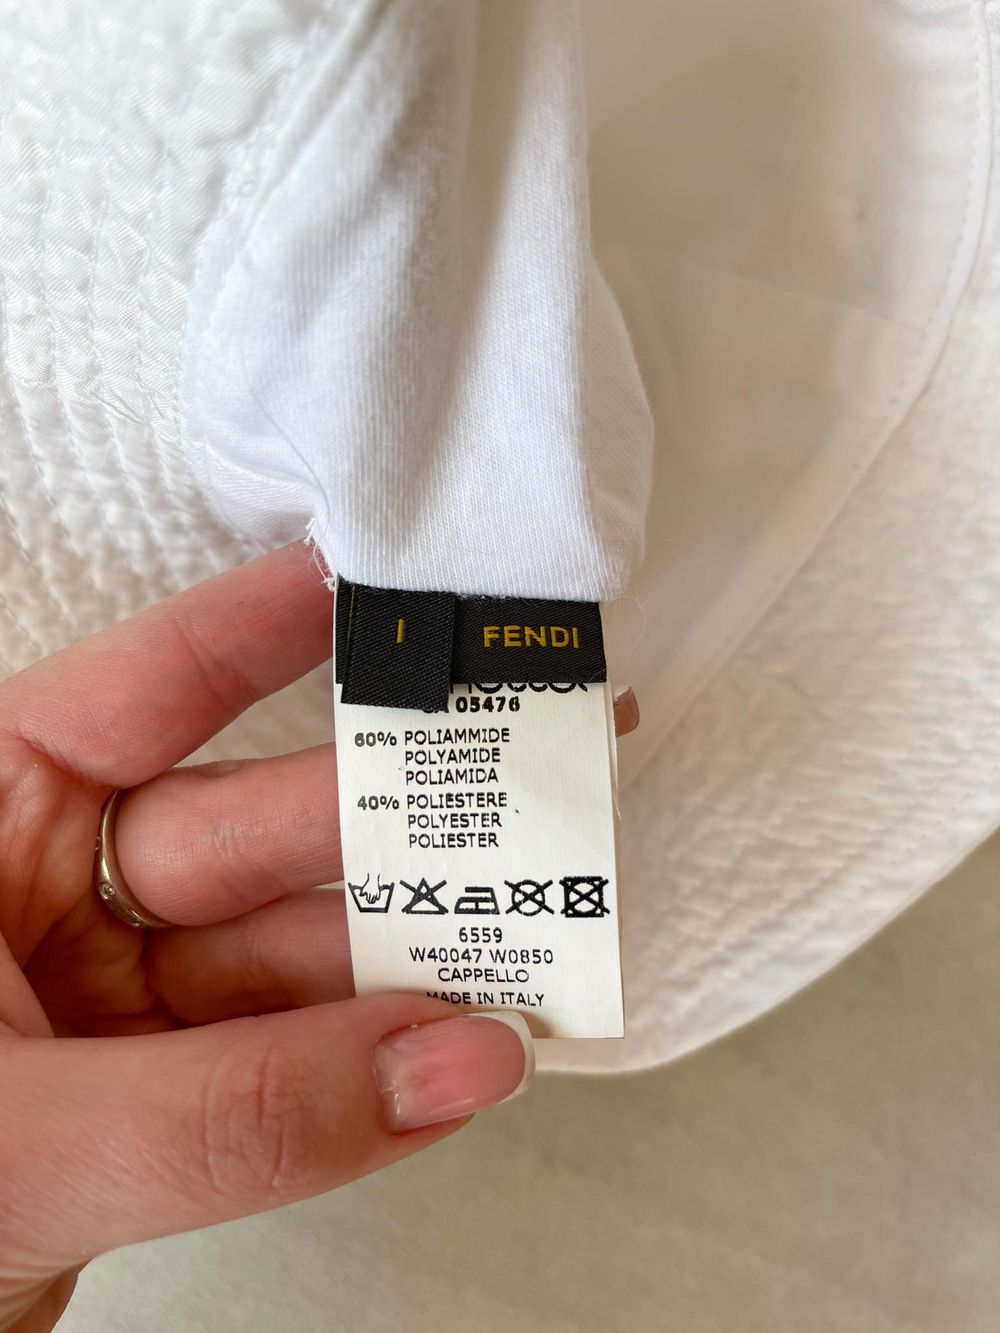 I
FENDI
05476
60% POLIAMMIDE
POLYAMIDE
POLIAMIDA
40% POLIESTERE
POLYESTER
POLIESTER
6559
W40047 W0850
CAPPELLO
MADE IN ITALY